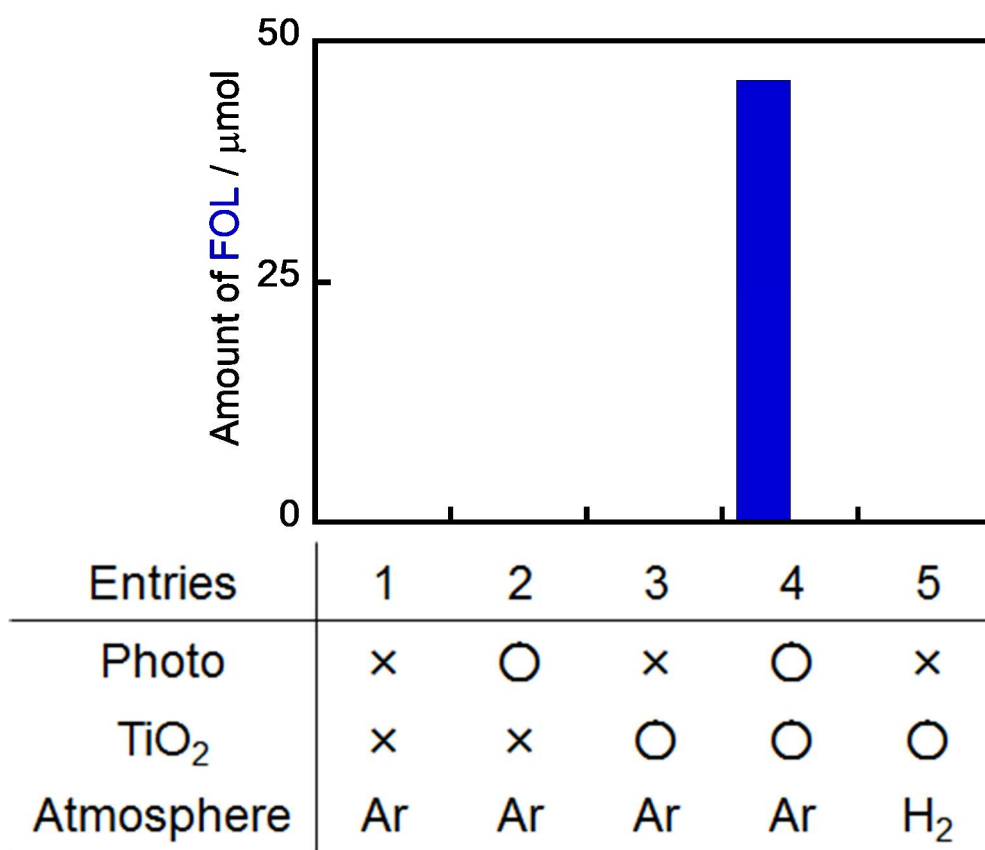 50
25
0
Amount of FOL / μmol
Entries 1 2 3 4 5
Photo × ○ × ○ ×
TiO₂ × × ○ ○ ○
Atmosphere Ar Ar Ar Ar H₂